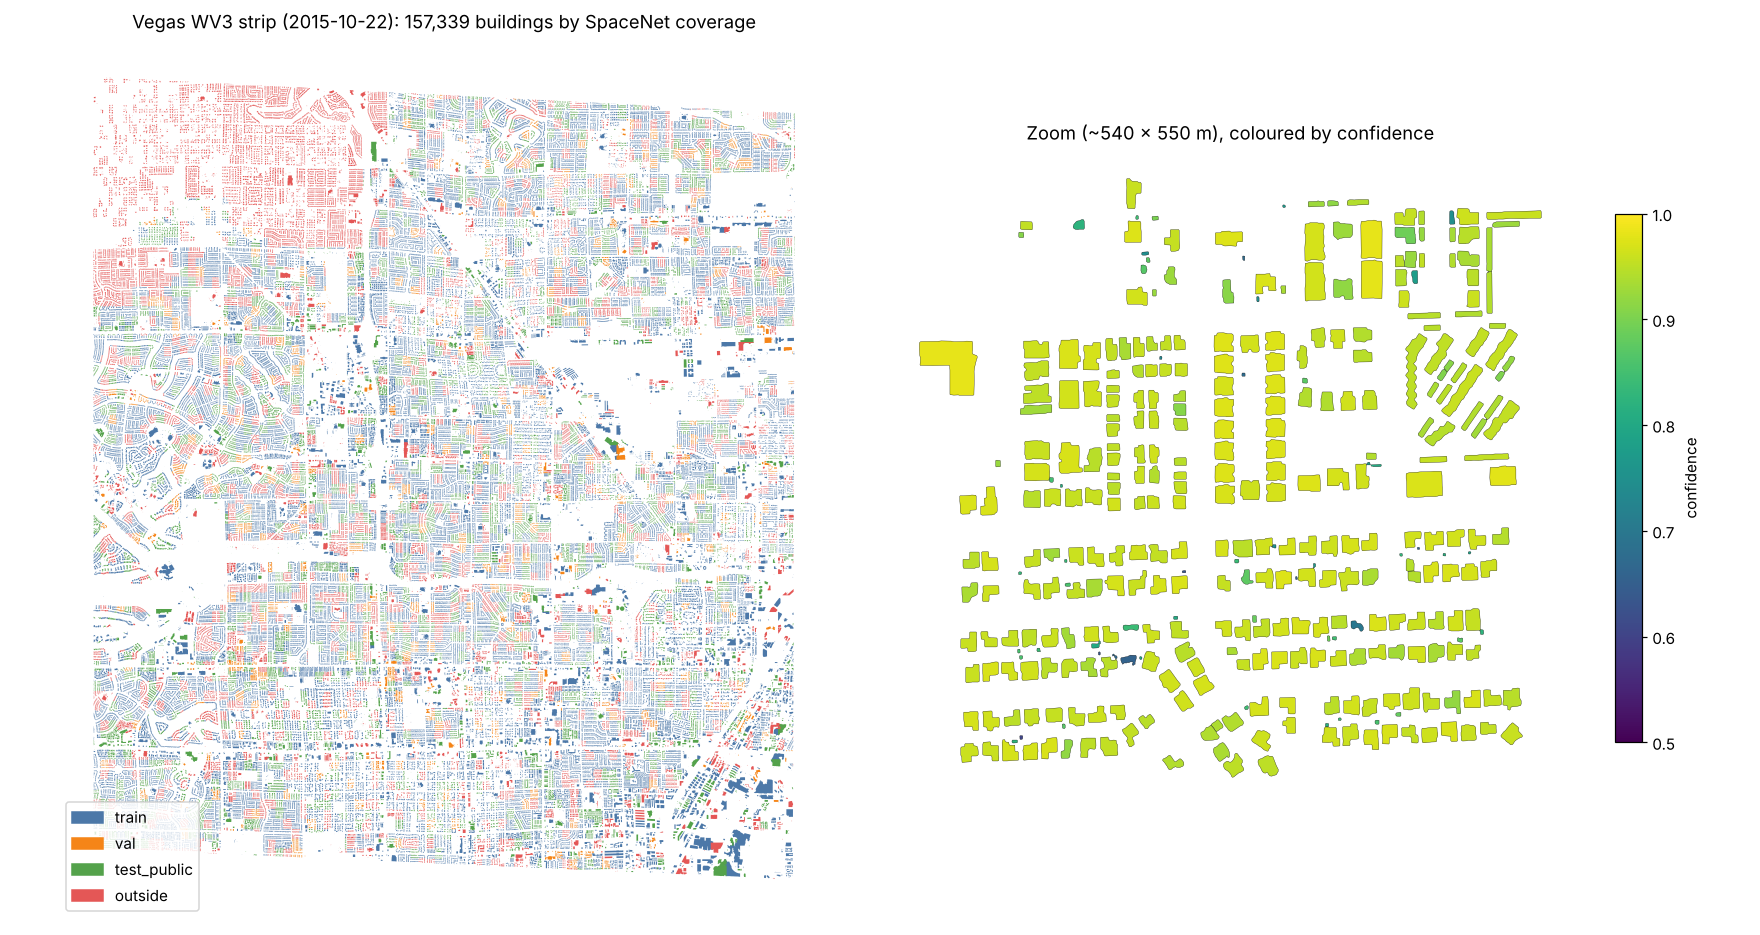 Vegas WV3 strip (2015-10-22): 157,339 buildings by SpaceNet coverage
train
val
test_public
outside
Zoom (~540 × 550 m), coloured by confidence
1.0
0.9
0.8
0.7
0.6
0.5
confidence